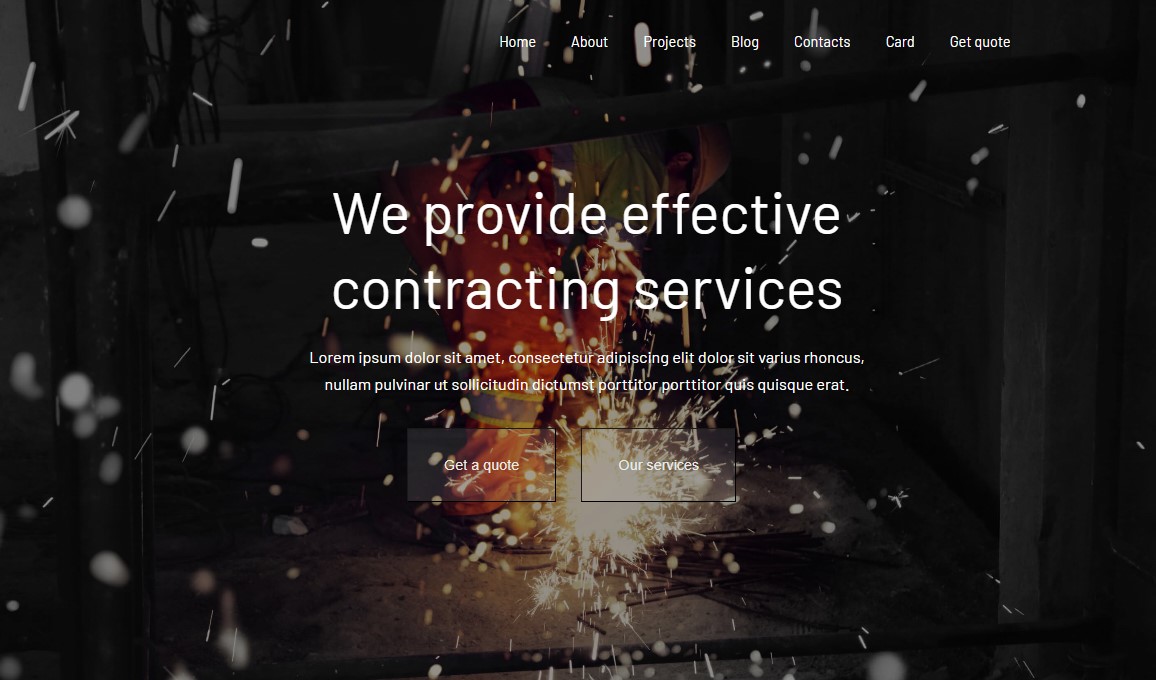 Home About Projects Blog Contacts Card Get quote
We provide effective
contracting services
Lorem ipsum dolor sit amet, consectetur adipiscing elit dolor sit varius rhoncus,
nullam pulvinar ut sollicitudin dictumst porttitor porttitor quis quisque erat.
Get a quote Our services